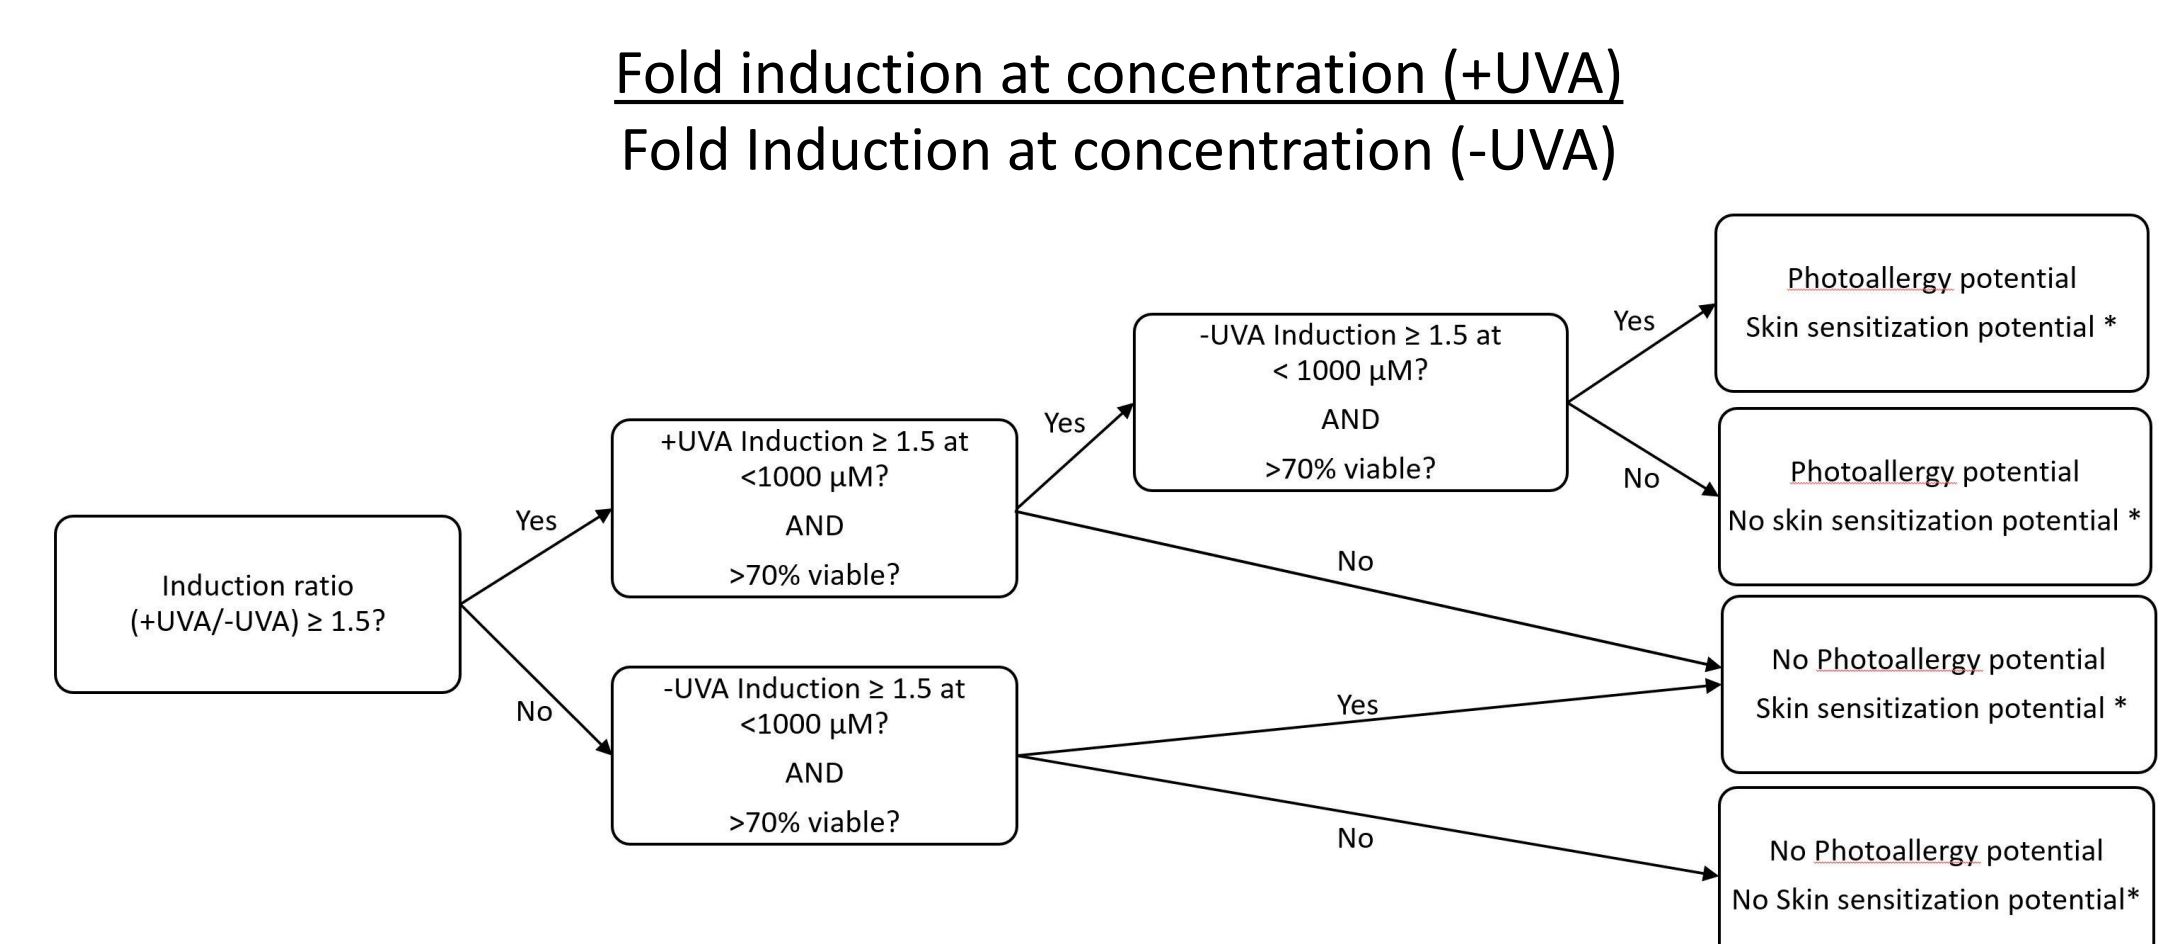 Fold induction at concentration (+UVA)
Fold Induction at concentration (-UVA)
Induction ratio
(+UVA/-UVA) ≥ 1.5?
Yes
No
+UVA Induction ≥ 1.5 at
<1000 µM?
AND
>70% viable?
-UVA Induction ≥ 1.5 at
<1000 µM?
AND
>70% viable?
Yes
No
Yes
No
-UVA Induction ≥ 1.5 at
< 1000 µM?
AND
>70% viable?
Yes
No
Photoallergy potential
Skin sensitization potential *
Photoallergy potential
No skin sensitization potential *
No Photoallergy potential
Skin sensitization potential *
No Photoallergy potential
No Skin sensitization potential*